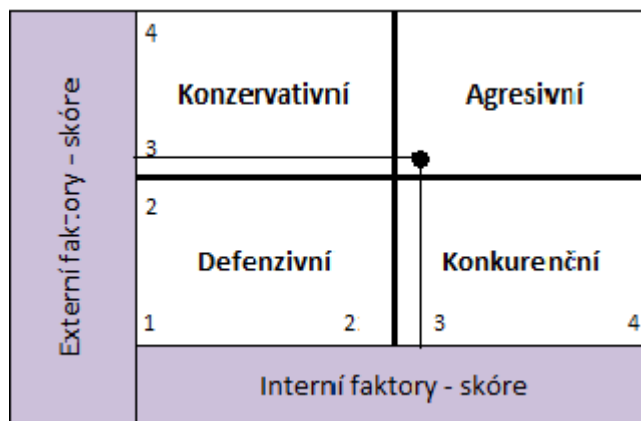 Externí faktory - skóre
4
Konzervativní
Agresivní
3
2
Defenzivní
Konkurenční
1
2
3
4
Interní faktory - skóre